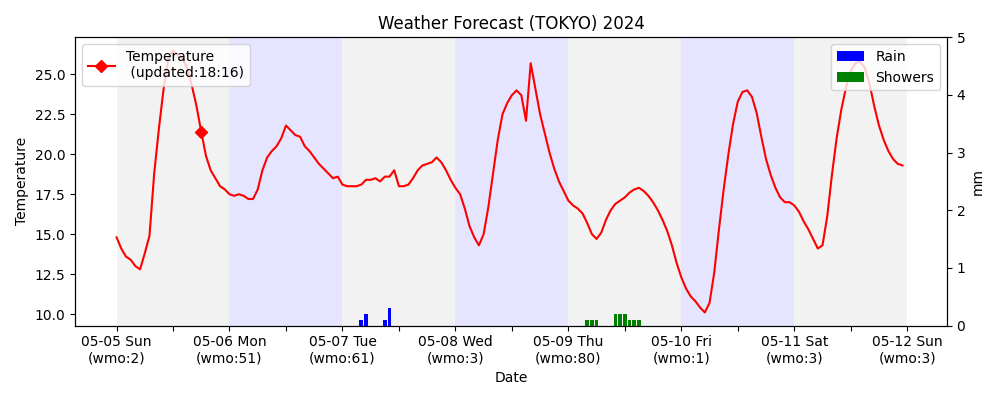 Weather Forecast (TOKYO) 2024
Temperature
(updated:18:16)
Rain
Showers
Temperature
25.0
22.5
20.0
17.5
15.0
12.5
10.0
5
4
3
2
1
0
mm
05-05 Sun
(wmo:2)
05-06 Mon
(wmo:51)
05-07 Tue
(wmo:61)
05-08 Wed
(wmo:3)
05-09 Thu
(wmo:80)
05-10 Fri
(wmo:1)
05-11 Sat
(wmo:3)
05-12 Sun
(wmo:3)
Date